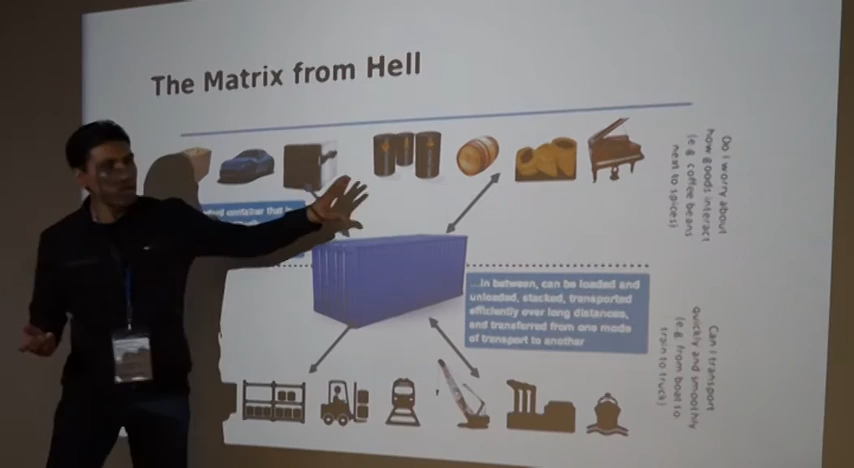 The Matrix from Hell
Do I worry about
how goods interact
(e.g. coffee beans
next to spices)
container that
...in between, can be loaded and
unloaded, stacked, transported
efficiently over long distances,
and transferred from one mode
of transport to another
Can I transport
quickly and smoothly
(e.g. from boat to
train to truck)